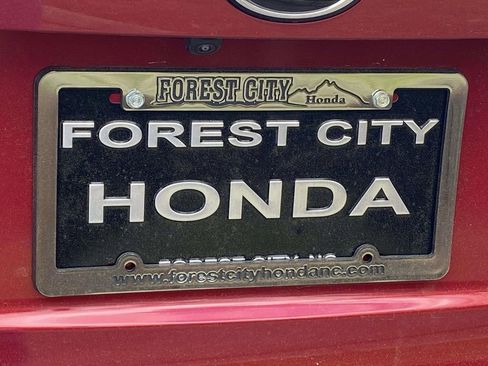 FOREST CITY
Honda
FOREST CITY
HONDA
FOREST CITY, NC
www.forestcityhondanc.com